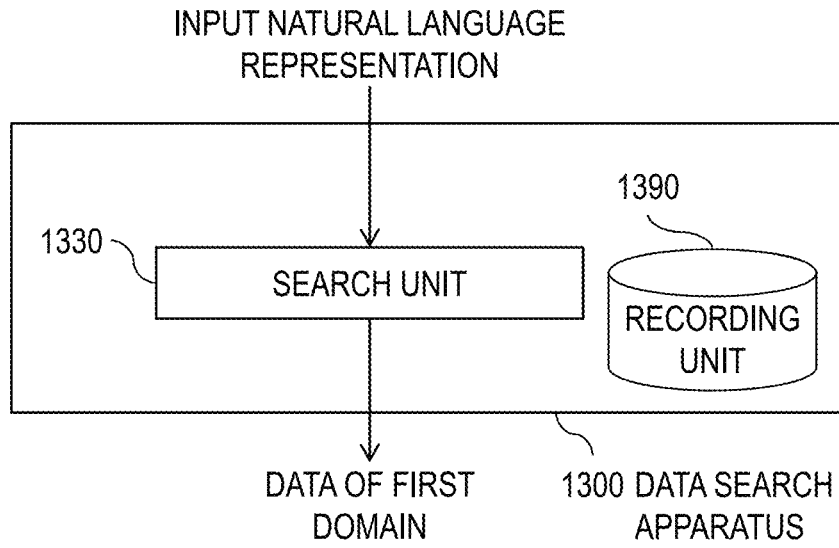 INPUT NATURAL LANGUAGE
REPRESENTATION
1390
1330
SEARCH UNIT
RECORDING
UNIT
DATA OF FIRST
DOMAIN
1300 DATA SEARCH
APPARATUS